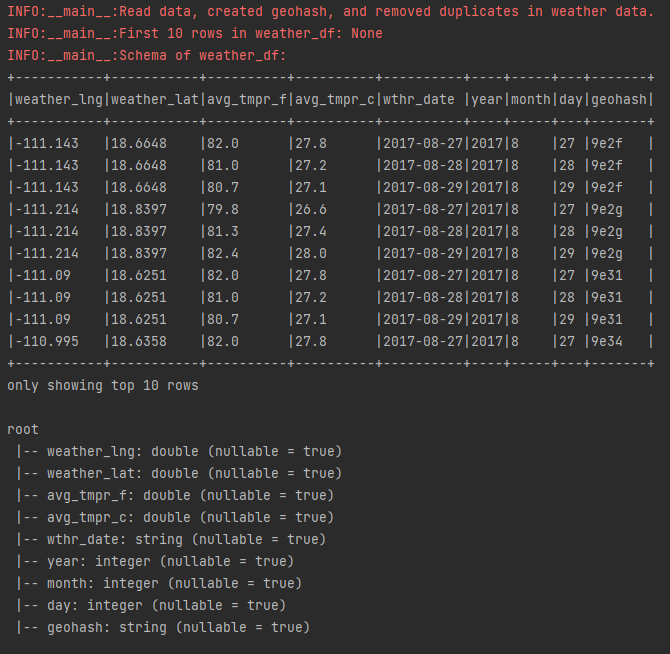 INFO:__main__:Read data, created geohash, and removed duplicates in weather data.
INFO:__main__:First 10 rows in weather_df: None
INFO:__main__:Schema of weather_df:
+-----------+-----------+----------+----------+----------+----+-----+---+-------+
|weather_lng|weather_lat|avg_tmpr_f|avg_tmpr_c|wthr_date |year|month|day|geohash|
+-----------+-----------+----------+----------+----------+----+-----+---+-------+
|-111.143   |18.6648    |82.0      |27.8      |2017-08-27|2017|8    |27 |9e2f   |
|-111.143   |18.6648    |81.0      |27.2      |2017-08-28|2017|8    |28 |9e2f   |
|-111.143   |18.6648    |80.7      |27.1      |2017-08-29|2017|8    |29 |9e2f   |
|-111.214   |18.8397    |79.8      |26.6      |2017-08-27|2017|8    |27 |9e2g   |
|-111.214   |18.8397    |81.3      |27.4      |2017-08-28|2017|8    |28 |9e2g   |
|-111.214   |18.8397    |82.4      |28.0      |2017-08-29|2017|8    |29 |9e2g   |
|-111.09    |18.6251    |82.0      |27.8      |2017-08-27|2017|8    |27 |9e31   |
|-111.09    |18.6251    |81.0      |27.2      |2017-08-28|2017|8    |28 |9e31   |
|-111.09    |18.6251    |80.7      |27.1      |2017-08-29|2017|8    |29 |9e31   |
|-110.995   |18.6358    |82.0      |27.8      |2017-08-27|2017|8    |27 |9e34   |
+-----------+-----------+----------+----------+----------+----+-----+---+-------+
only showing top 10 rows

root
 |-- weather_lng: double (nullable = true)
 |-- weather_lat: double (nullable = true)
 |-- avg_tmpr_f: double (nullable = true)
 |-- avg_tmpr_c: double (nullable = true)
 |-- wthr_date: string (nullable = true)
 |-- year: integer (nullable = true)
 |-- month: integer (nullable = true)
 |-- day: integer (nullable = true)
 |-- geohash: string (nullable = true)